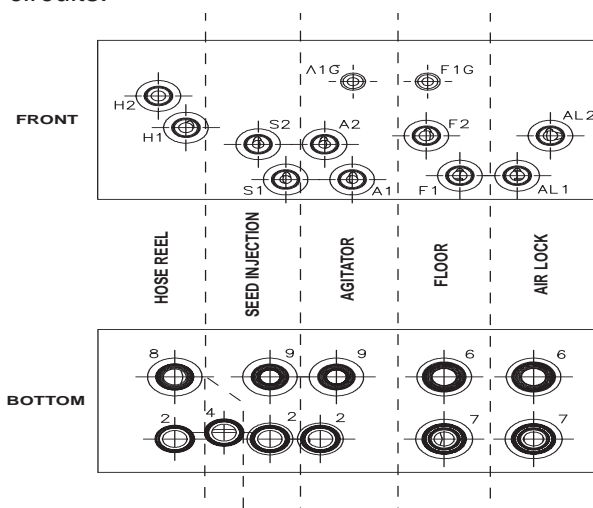 A1G F1G
H2
FRONT H1 S2 A2 F2 AL2
S1 A1 F1 AL1
HOSE REEL SEED INJECTION AGITATOR FLOOR AIR LOCK
8 9 9 6 6
BOTTOM 2 4 2 2 7 7